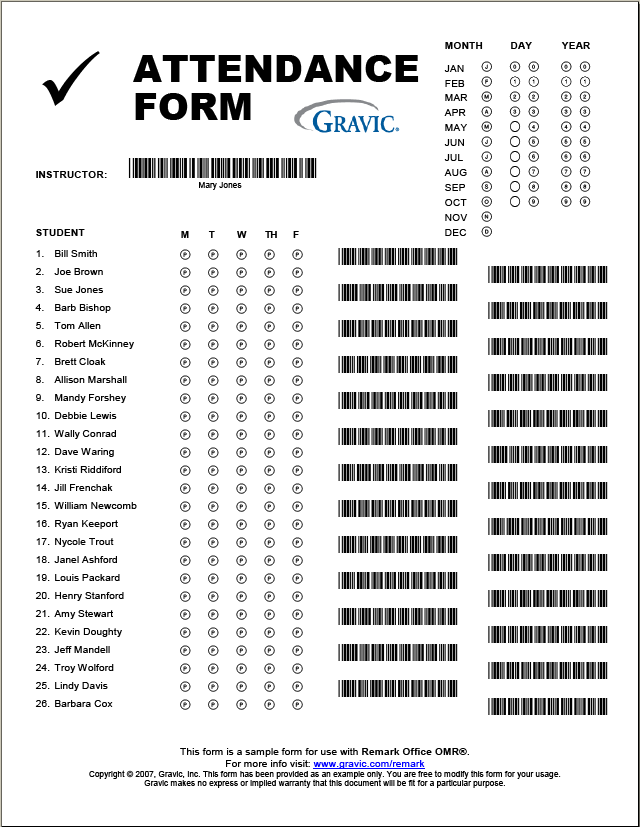 ATTENDANCE
FORM
GRAVIC®
MONTH DAY YEAR
JAN J 0 0 0 0
FEB F 1 1 1 1
MAR M 2 2 2 2
APR A 3 3 3 3
MAY M 4 4 4
JUN J 5 5 5
JUL J 6 6 6
AUG A 7 7 7
SEP S 8 8 8
OCT O 9 9 9
NOV N
DEC D
INSTRUCTOR:
Mary Jones
STUDENT M T W TH F
1. Bill Smith P P P P P
2. Joe Brown P P P P P
3. Sue Jones P P P P P
4. Barb Bishop P P P P P
5. Tom Allen P P P P P
6. Robert McKinney P P P P P
7. Brett Cloak P P P P P
8. Allison Marshall P P P P P
9. Mandy Forshey P P P P P
10. Debbie Lewis P P P P P
11. Wally Conrad P P P P P
12. Dave Waring P P P P P
13. Kristi Riddiford P P P P P
14. Jill Frenchak P P P P P
15. William Newcomb P P P P P
16. Ryan Keeport P P P P P
17. Nycole Trout P P P P P
18. Janel Ashford P P P P P
19. Louis Packard P P P P P
20. Henry Stanford P P P P P
21. Amy Stewart P P P P P
22. Kevin Doughty P P P P P
23. Jeff Mandell P P P P P
24. Troy Wolford P P P P P
25. Lindy Davis P P P P P
26. Barbara Cox P P P P P
This form is a sample form for use with Remark Office OMR®.
For more info visit: www.gravic.com/remark
Copyright © 2007, Gravic, Inc. This form has been provided as an example only. You are free to modify this form for your usage.
Gravic makes no express or implied warranty that this document will be fit for a particular purpose.